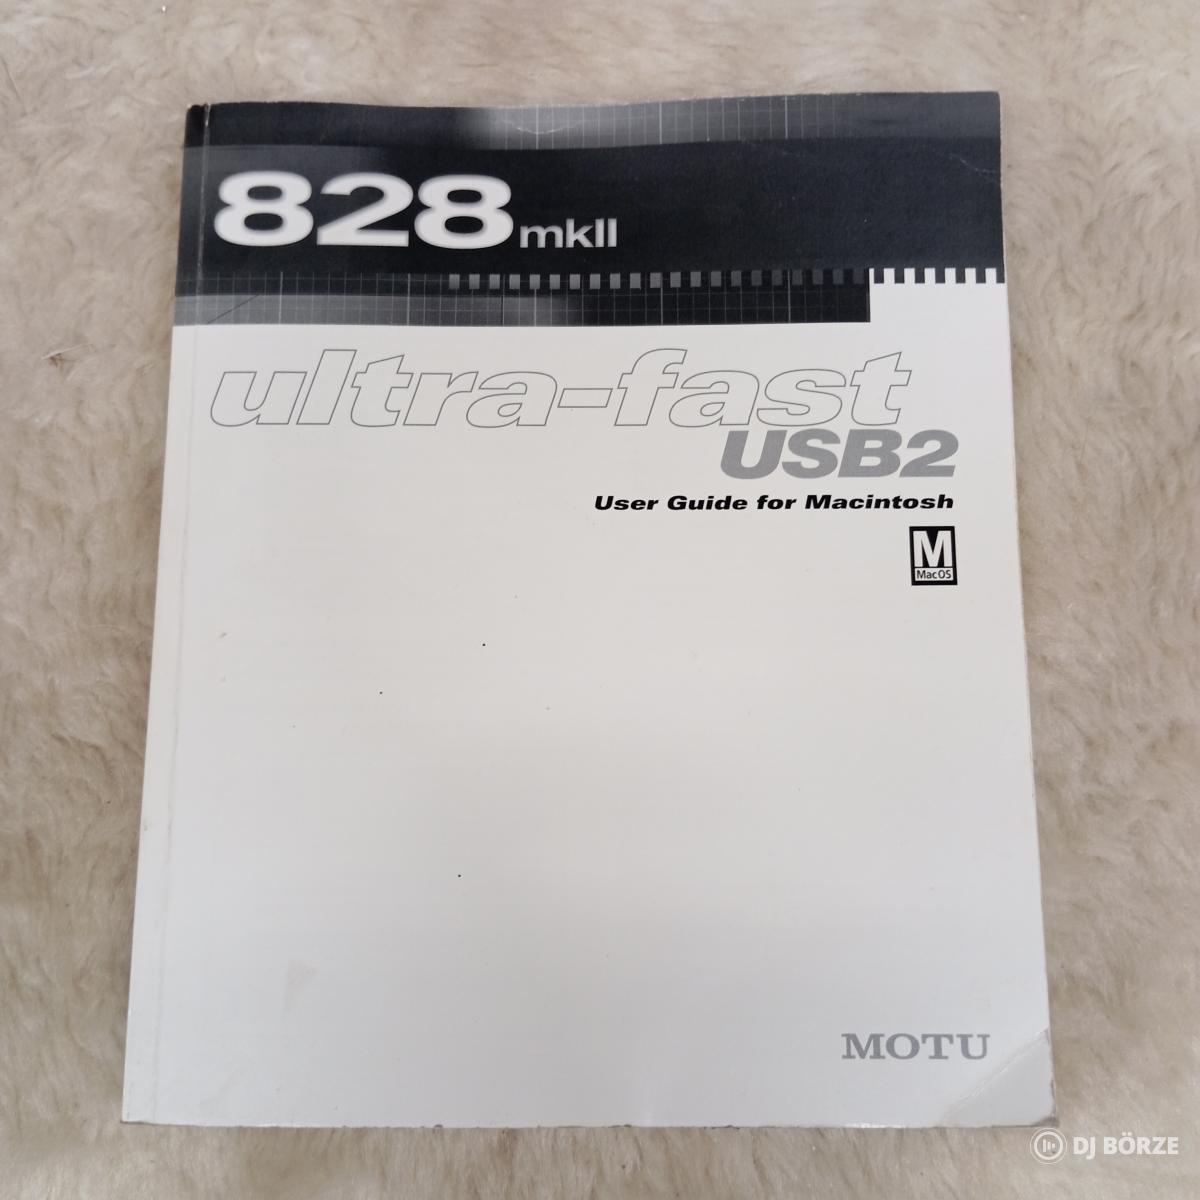 828mkII
ultra-fast
USB2
User Guide for Macintosh
M
MacOS
MOTU
DJ BÖRZE